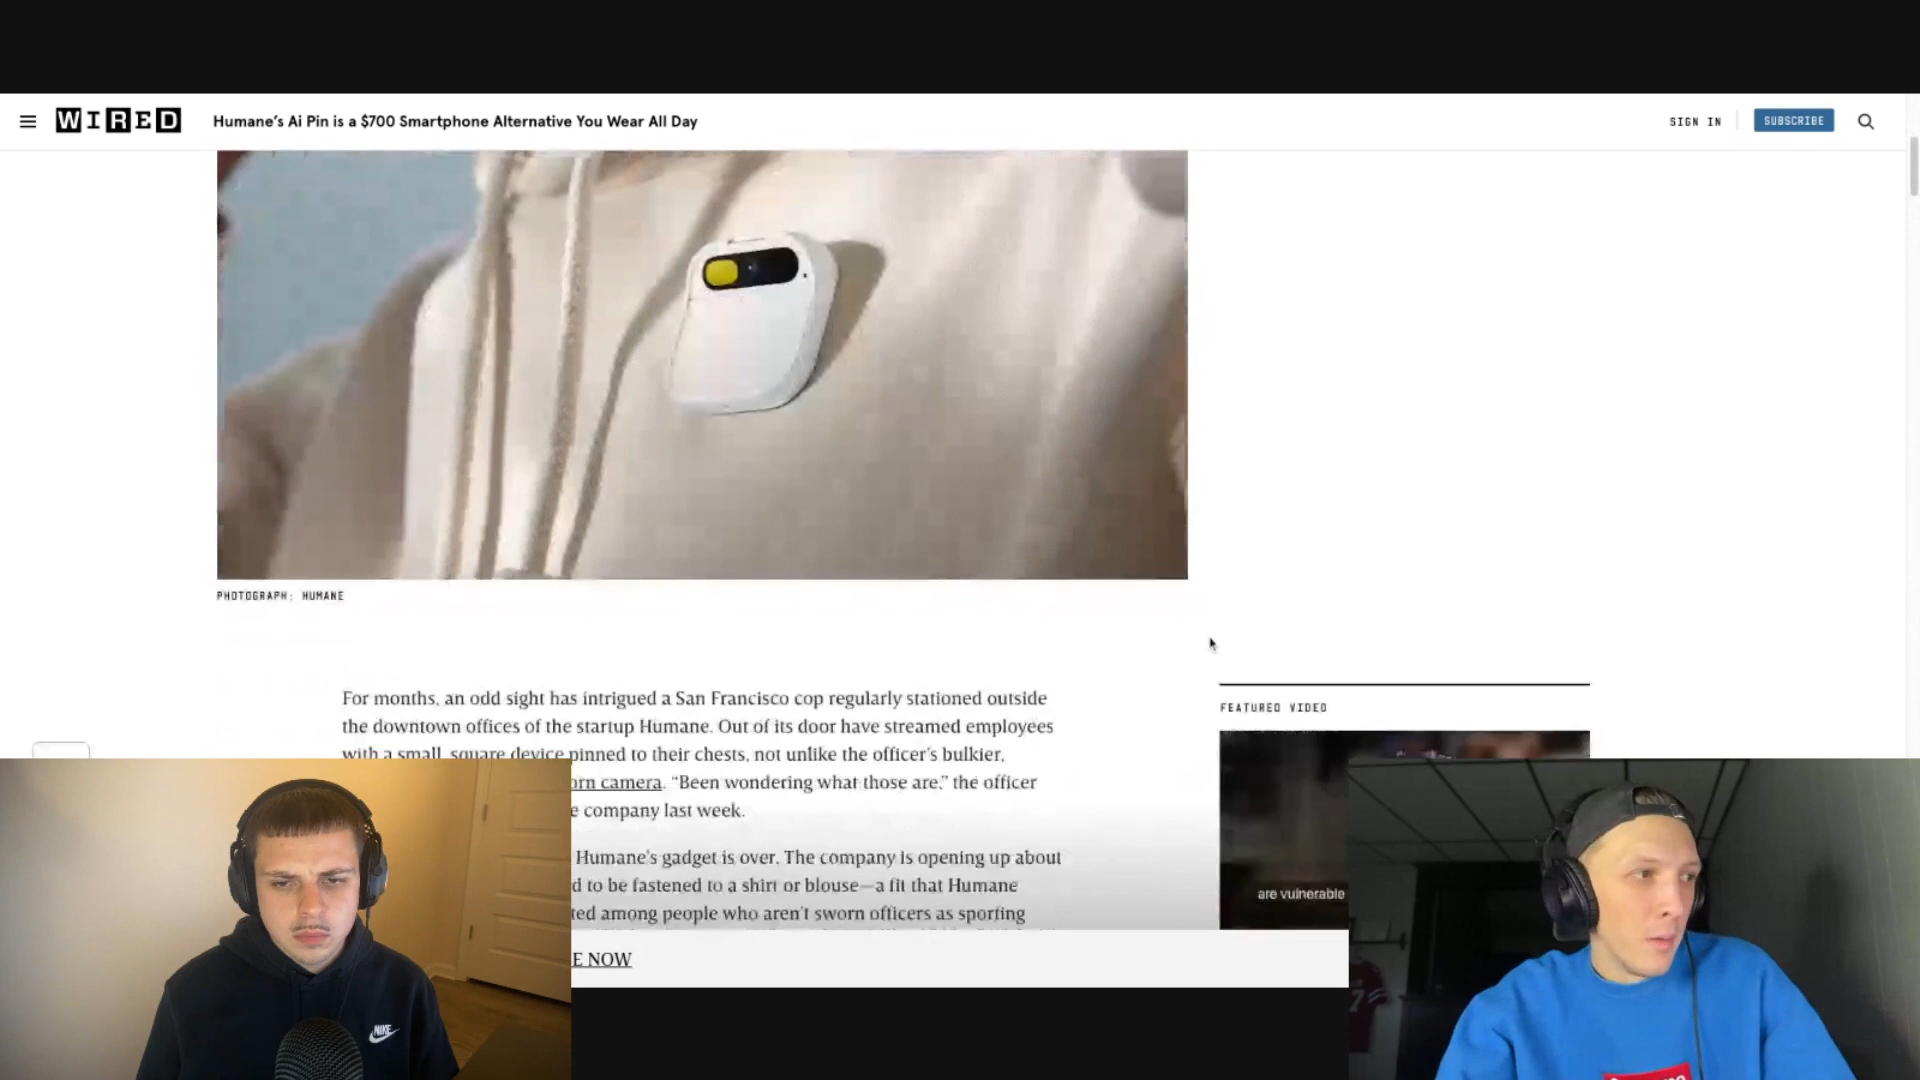 WIRED
Humane's Ai Pin is a $700 Smartphone Alternative You Wear All Day
SIGN IN
SUBSCRIBE
PHOTOGRAPH: HUMANE
For months, an odd sight has intrigued a San Francisco cop regularly stationed outside
the downtown offices of the startup Humane. Out of its door have streamed employees
with a small, square device pinned to their chests, not unlike the officer's bulkier,
orn camera. “Been wondering what those are,” the officer
e company last week.
Humane's gadget is over. The company is opening up about
d to be fastened to a shirt or blouse—a fit that Humane
ted among people who aren't sworn officers as sporting
E NOW
FEATURED VIDEO
are vulnerable
NIKE
7